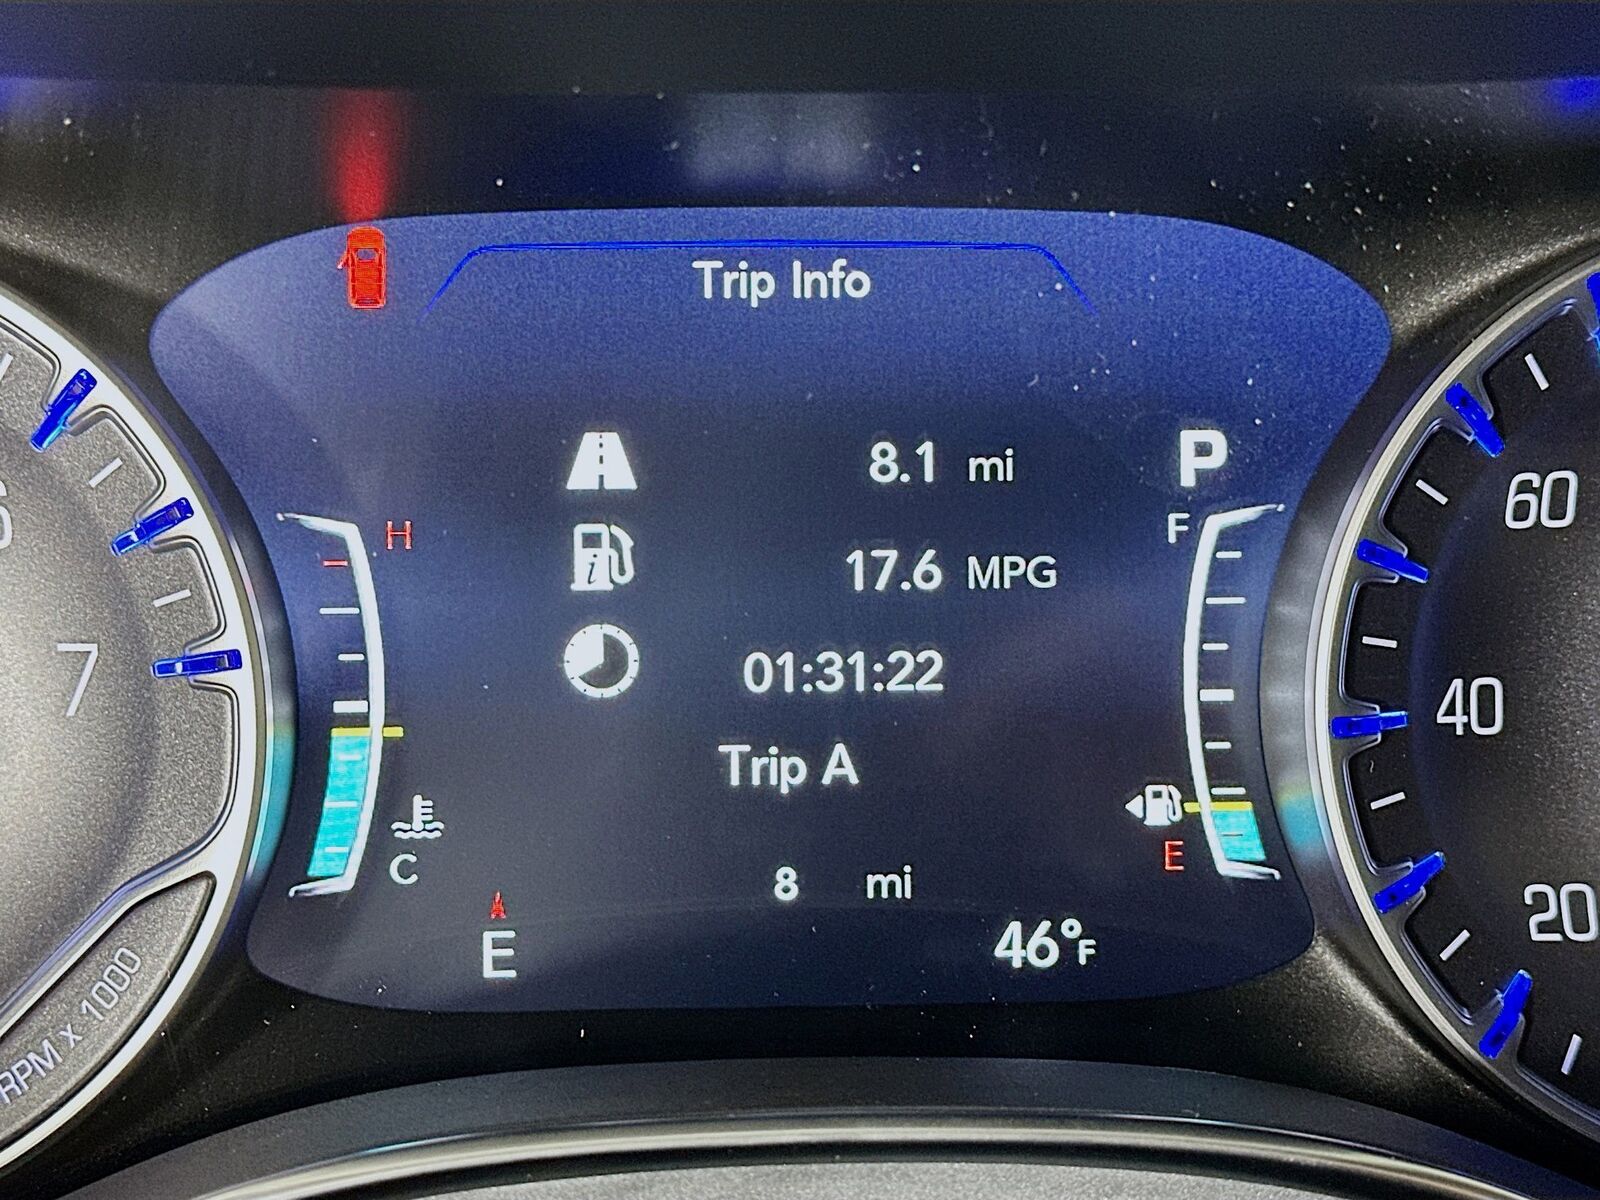 Trip Info
8.1 mi
P
H
F
60
6
17.6 MPG
7
01:31:22
40
Trip A
E
C
8 mi
20
E
46°F
RPM x 1000